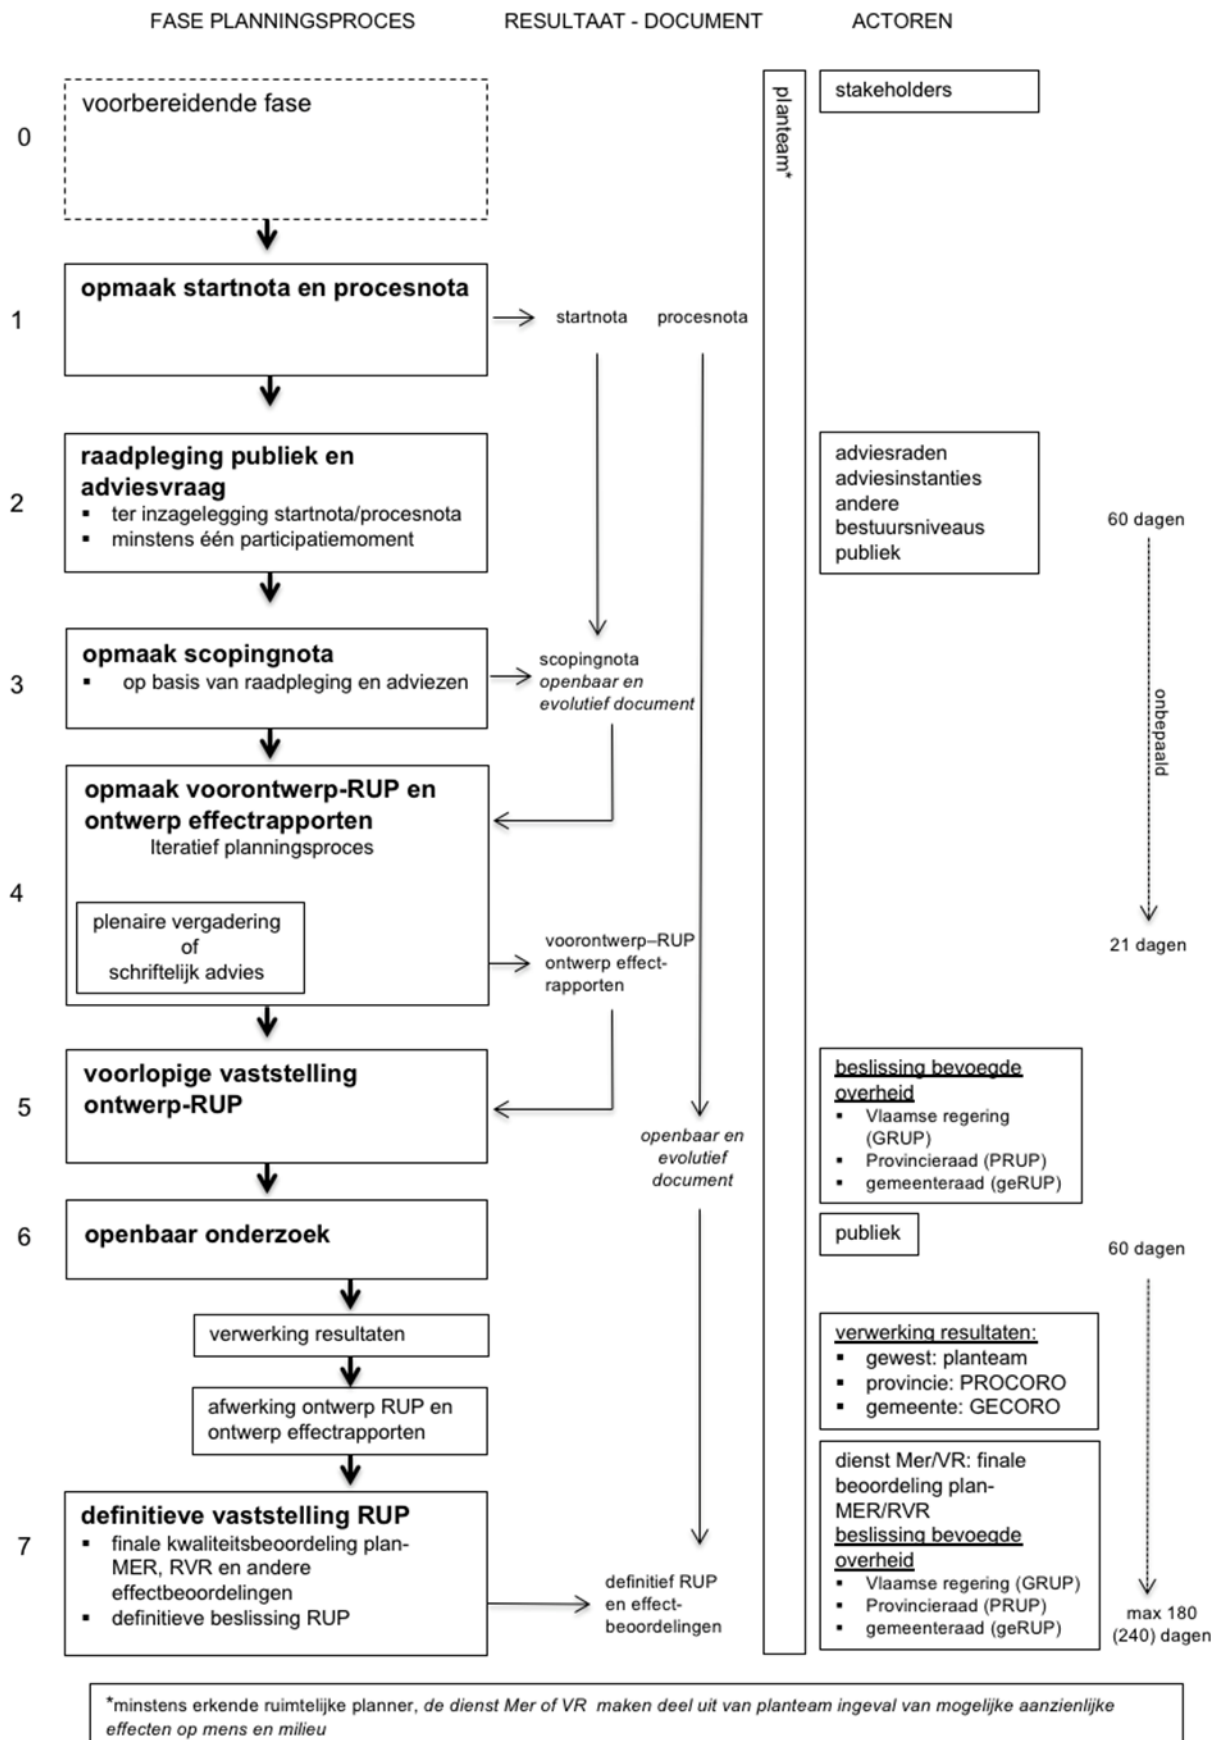 FASE PLANNINGSPROCES
RESULTAAT - DOCUMENT
ACTOREN
planteam*
0
voorbereidende fase
stakeholders
1
opmaak startnota en procesnota
startnota
procesnota
2
raadpleging publiek en
adviesvraag
▪ ter inzagelegging startnota/procesnota
▪ minstens één participatiemoment
adviesraden
adviesinstanties
andere
bestuursniveaus
publiek
60 dagen
3
opmaak scopingnota
▪ op basis van raadpleging en adviezen
scopingnota
openbaar en
evolutief document
onbepaald
4
opmaak voorontwerp-RUP en
ontwerp effectrapporten
Iteratief planningsproces
plenaire vergadering
of
schriftelijk advies
voorontwerp–RUP
ontwerp effect-
rapporten
21 dagen
5
voorlopige vaststelling
ontwerp-RUP
openbaar en
evolutief
document
beslissing bevoegde
overheid
▪ Vlaamse regering
(GRUP)
▪ Provincieraad (PRUP)
▪ gemeenteraad (geRUP)
6
openbaar onderzoek
publiek
60 dagen
verwerking resultaten
verwerking resultaten:
▪ gewest: planteam
▪ provincie: PROCORO
▪ gemeente: GECORO
afwerking ontwerp RUP en
ontwerp effectrapporten
7
definitieve vaststelling RUP
▪ finale kwaliteitsbeoordeling plan-
MER, RVR en andere
effectbeoordelingen
▪ definitieve beslissing RUP
definitief RUP
en effect-
beoordelingen
dienst Mer/VR: finale
beoordeling plan-
MER/RVR
beslissing bevoegde
overheid
▪ Vlaamse regering (GRUP)
▪ Provincieraad (PRUP)
▪ gemeenteraad (geRUP)
max 180
(240) dagen
*minstens erkende ruimtelijke planner, de dienst Mer of VR maken deel uit van planteam ingeval van mogelijke aanzienlijke
effecten op mens en milieu